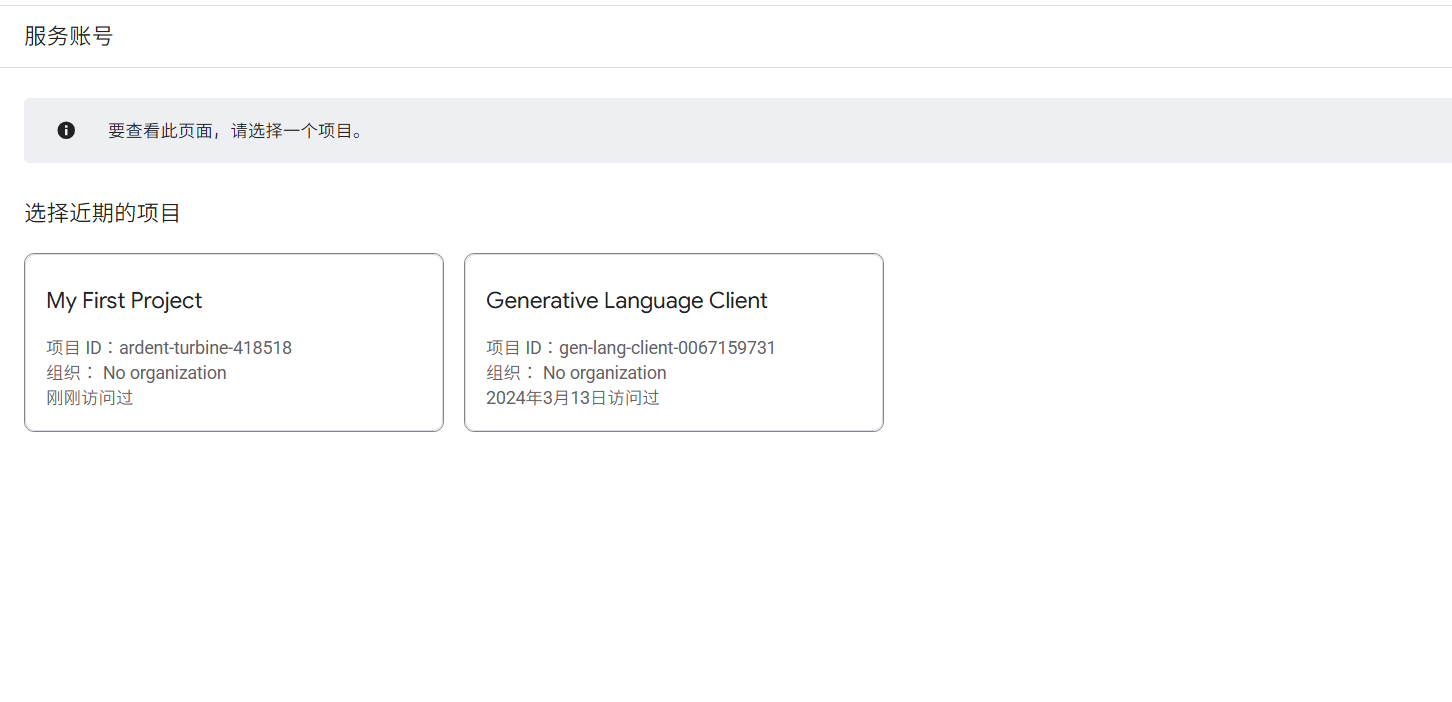 服务账号
要查看此页面，请选择一个项目。
选择近期的项目
My First Project
项目 ID：ardent-turbine-418518
组织： No organization
刚刚访问过
Generative Language Client
项目 ID：gen-lang-client-0067159731
组织： No organization
2024年3月13日访问过